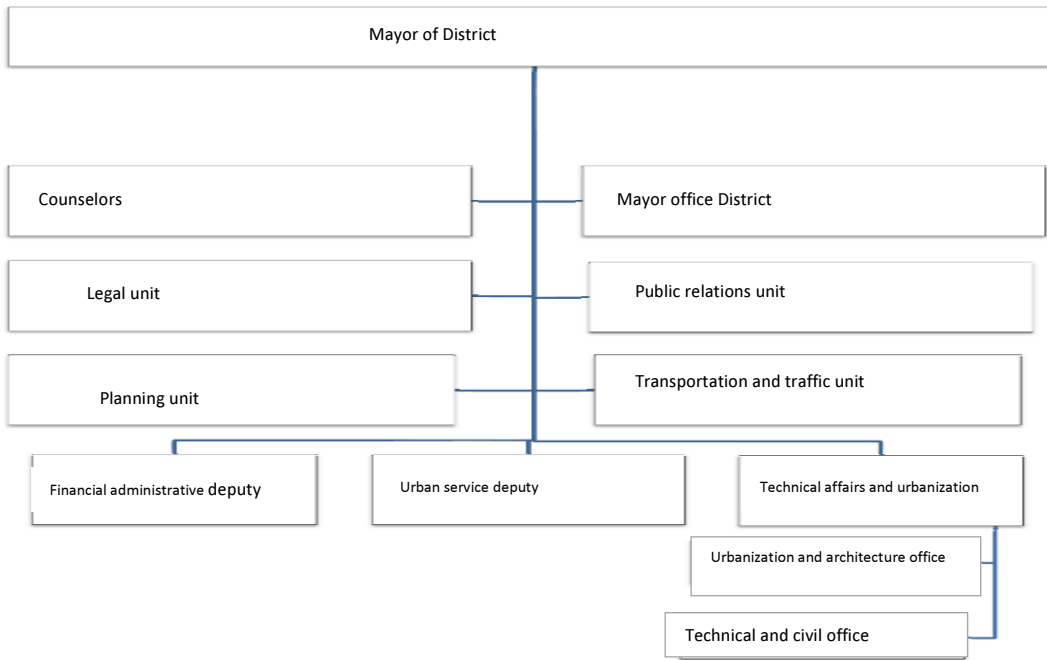 Mayor of District
Counselors
Mayor office District
Legal unit
Public relations unit
Planning unit
Transportation and traffic unit
Financial administrative deputy
Urban service deputy
Technical affairs and urbanization
Urbanization and architecture office
Technical and civil office